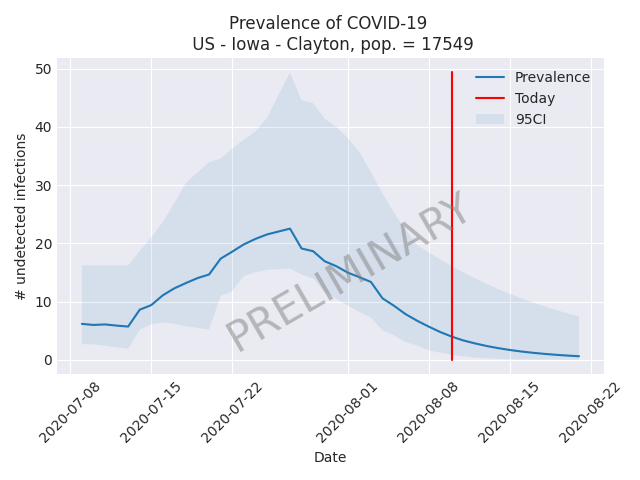 Prevalence of COVID-19
US - Iowa - Clayton, pop. = 17549
# undetected infections
50
40
30
20
10
0
Prevalence
Today
95CI
PRELIMINARY
2020-07-08
2020-07-15
2020-07-22
2020-08-01
2020-08-08
2020-08-15
2020-08-22
Date